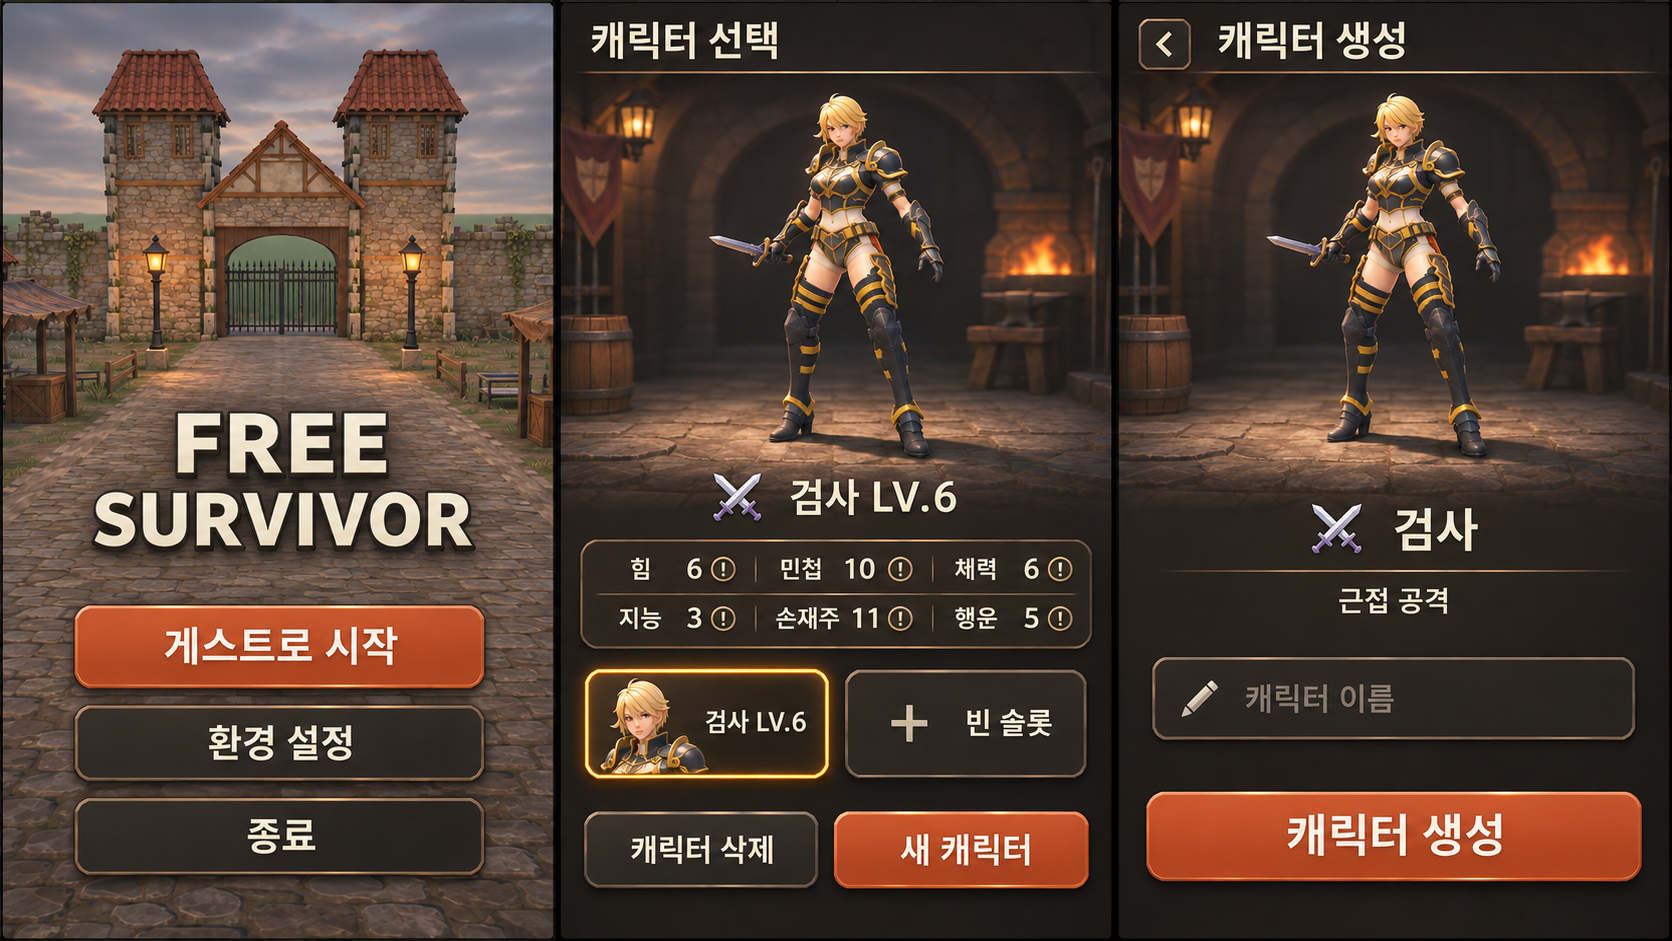 FREE
SURVIVOR
게스트로 시작
환경 설정
종료
캐릭터 선택
검사 LV.6
힘 6 민첩 10 체력 6
지능 3 손재주 11 행운 5
검사 LV.6
빈 슬롯
캐릭터 삭제
새 캐릭터
캐릭터 생성
검사
근접 공격
캐릭터 이름
캐릭터 생성